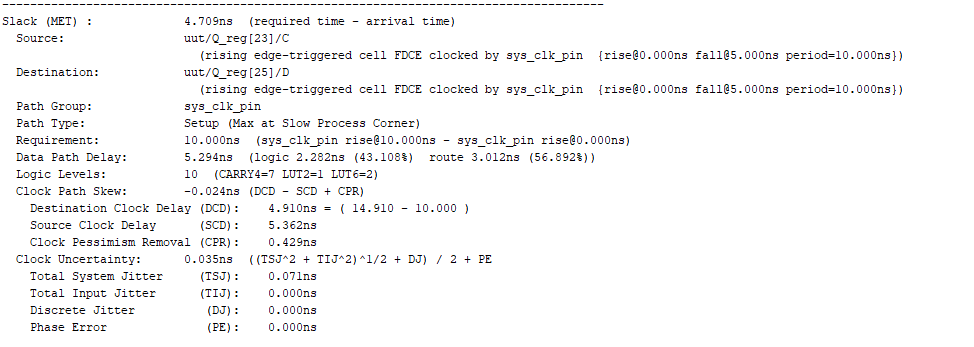 Slack (MET) : 4.709ns (required time - arrival time)
Source: uut/Q_reg[23]/C
(rising edge-triggered cell FDCE clocked by sys_clk_pin {rise@0.000ns fall@5.000ns period=10.000ns})
Destination: uut/Q_reg[25]/D
(rising edge-triggered cell FDCE clocked by sys_clk_pin {rise@0.000ns fall@5.000ns period=10.000ns})
Path Group: sys_clk_pin
Path Type: Setup (Max at Slow Process Corner)
Requirement: 10.000ns (sys_clk_pin rise@10.000ns - sys_clk_pin rise@0.000ns)
Data Path Delay: 5.294ns (logic 2.282ns (43.108%) route 3.012ns (56.892%))
Logic Levels: 10 (CARRY4=7 LUT2=1 LUT6=2)
Clock Path Skew: -0.024ns (DCD - SCD + CPR)
Destination Clock Delay (DCD): 4.910ns = ( 14.910 - 10.000 )
Source Clock Delay (SCD): 5.362ns
Clock Pessimism Removal (CPR): 0.429ns
Clock Uncertainty: 0.035ns ((TSJ^2 + TIJ^2)^1/2 + DJ) / 2 + PE
Total System Jitter (TSJ): 0.071ns
Total Input Jitter (TIJ): 0.000ns
Discrete Jitter (DJ): 0.000ns
Phase Error (PE): 0.000ns